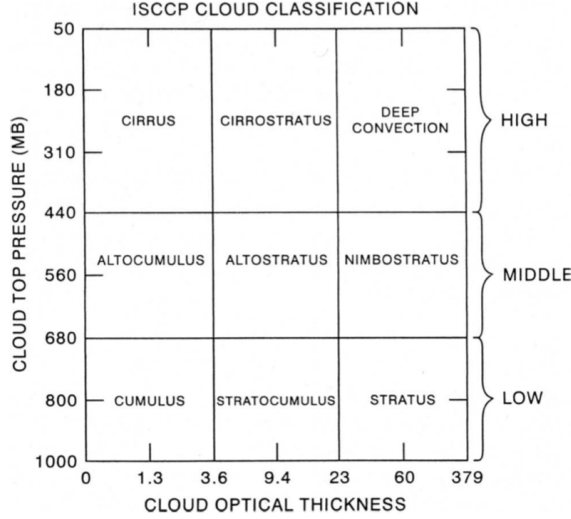 ISCCP CLOUD CLASSIFICATION
CLOUD TOP PRESSURE (MB)
50
180
310
440
560
680
800
1000
CIRRUS
CIRROSTRATUS
DEEP
CONVECTION
HIGH
ALTOCUMULUS
ALTOSTRATUS
NIMBOSTRATUS
MIDDLE
CUMULUS
STRATOCUMULUS
STRATUS
LOW
0
1.3
3.6
9.4
23
60
379
CLOUD OPTICAL THICKNESS